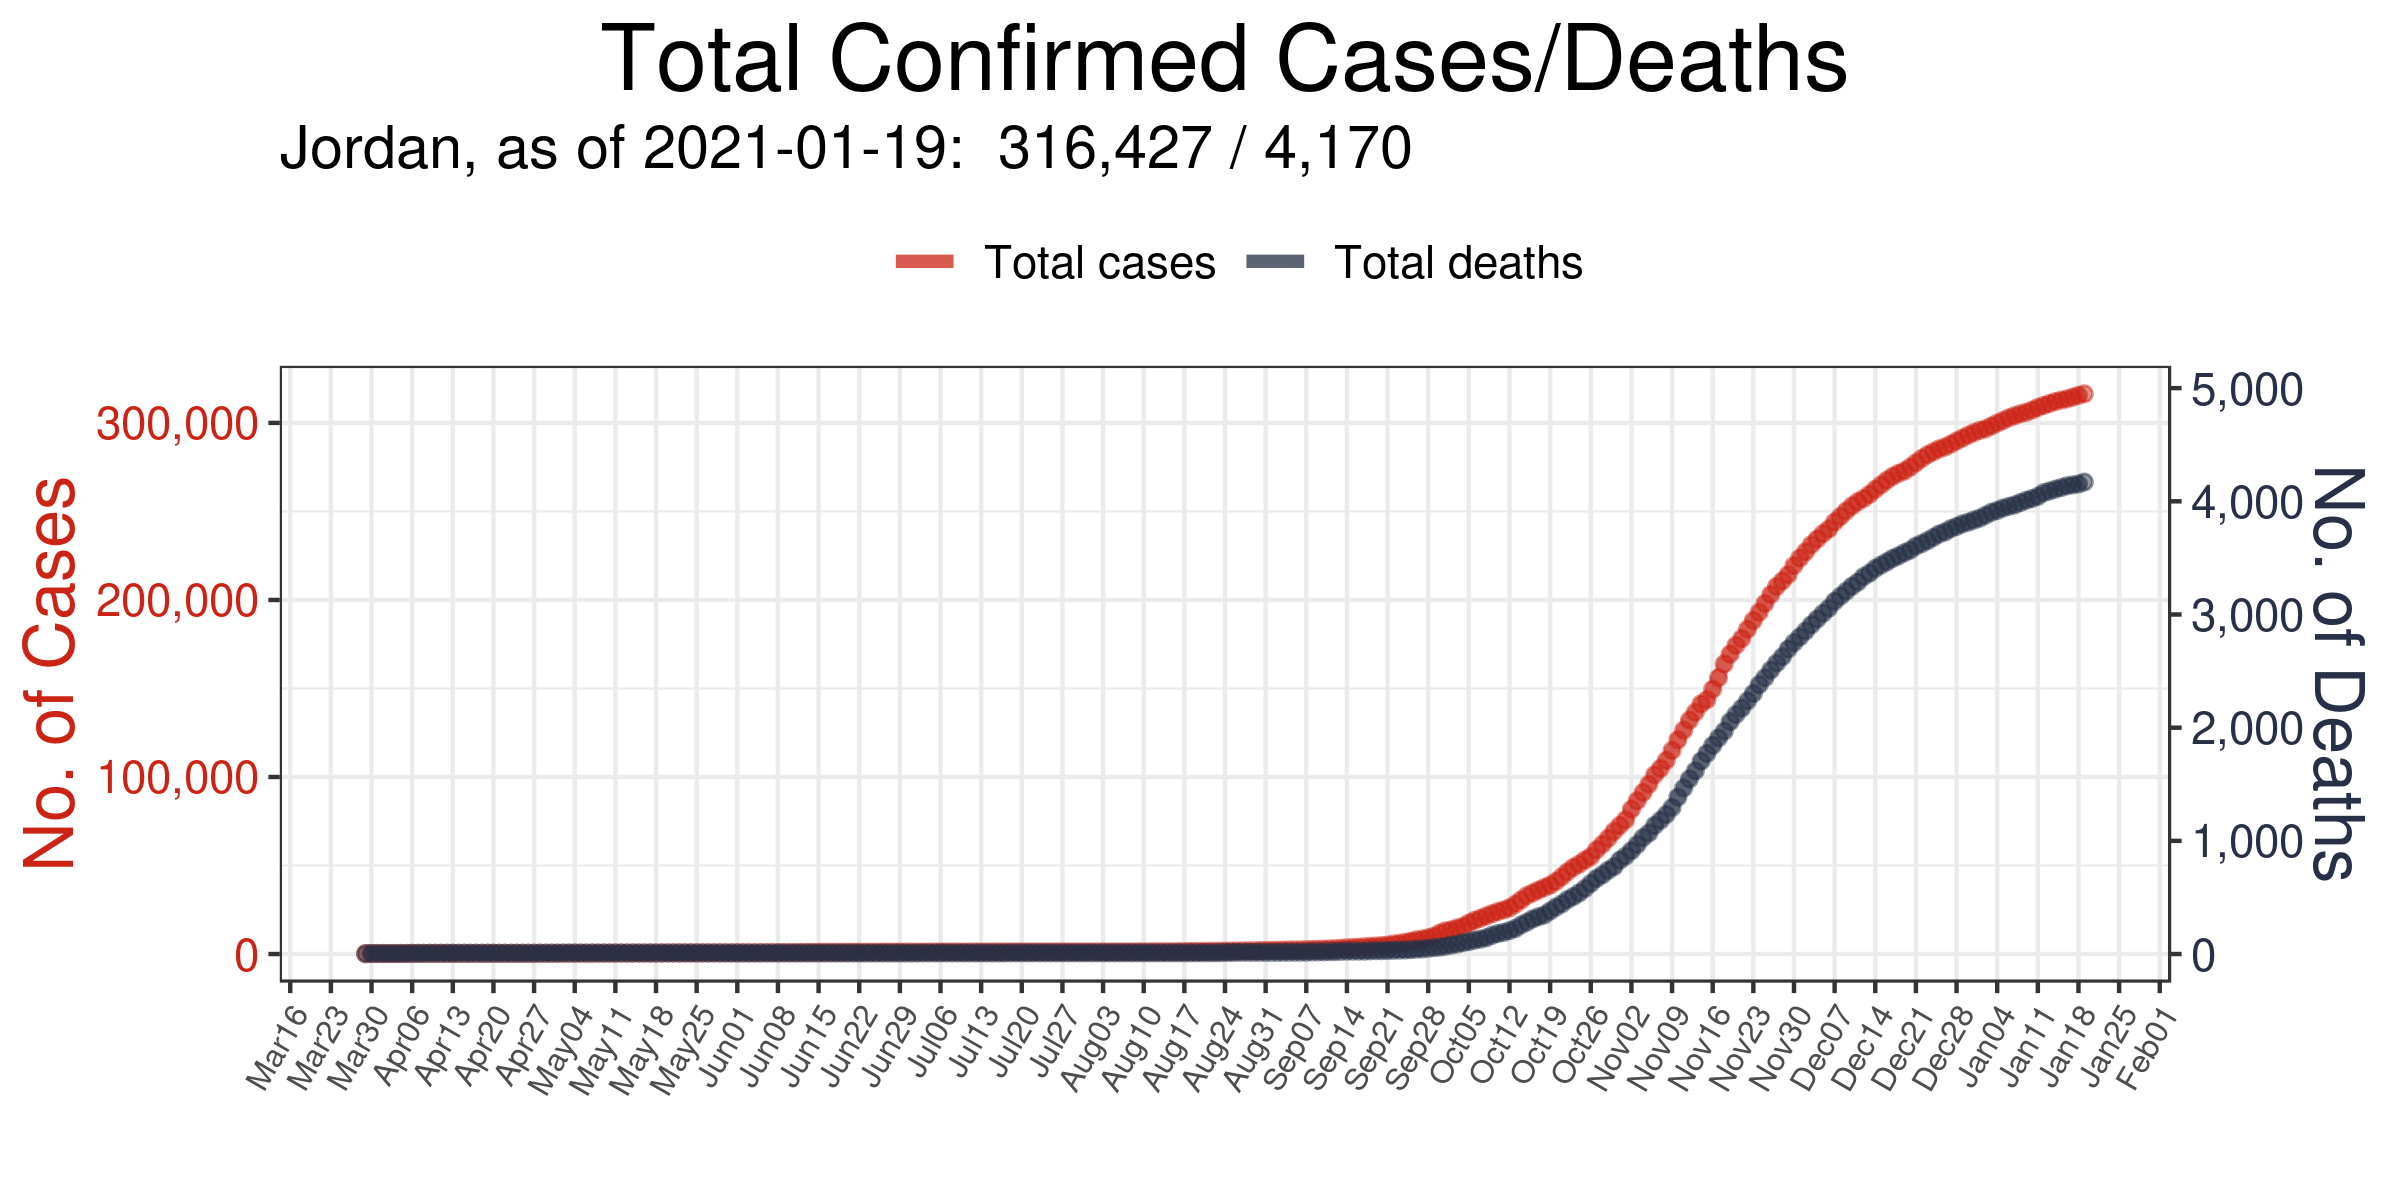 Total Confirmed Cases/Deaths
Jordan, as of 2021-01-19:  316,427 / 4,170
Total cases
Total deaths
No. of Cases
300,000
200,000
100,000
0
5,000
4,000
3,000
2,000
1,000
0
No. of Deaths
Mar16
Mar23
Mar30
Apr06
Apr13
Apr20
Apr27
May04
May11
May18
May25
Jun01
Jun08
Jun15
Jun22
Jun29
Jul06
Jul13
Jul20
Jul27
Aug03
Aug10
Aug17
Aug24
Aug31
Sep07
Sep14
Sep21
Sep28
Oct05
Oct12
Oct19
Oct26
Nov02
Nov09
Nov16
Nov23
Nov30
Dec07
Dec14
Dec21
Dec28
Jan04
Jan11
Jan18
Jan25
Feb01